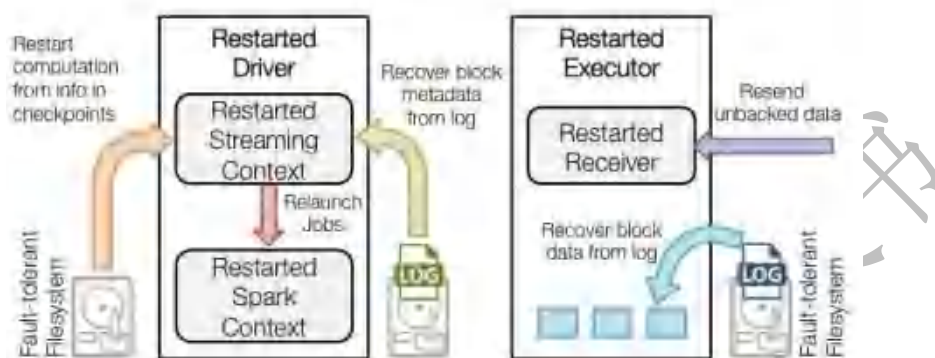 Restart
computation
from info in
checkpoints
Fault-tolerant
Filesystem
Restarted
Driver
Restarted
Streaming
Context
Relaunch
Jobs
Restarted
Spark
Context
Recover block
metadata
from log
LOG
Restarted
Executor
Restarted
Receiver
Resend
unbacked data
Recover block
data from log
LOG
Fault-tolerant
Filesystem